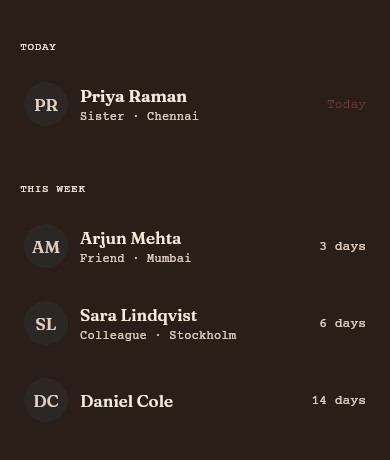 TODAY
PR
Priya Raman
Sister · Chennai
Today
THIS WEEK
AM
Arjun Mehta
Friend · Mumbai
3 days
SL
Sara Lindqvist
Colleague · Stockholm
6 days
DC
Daniel Cole
14 days